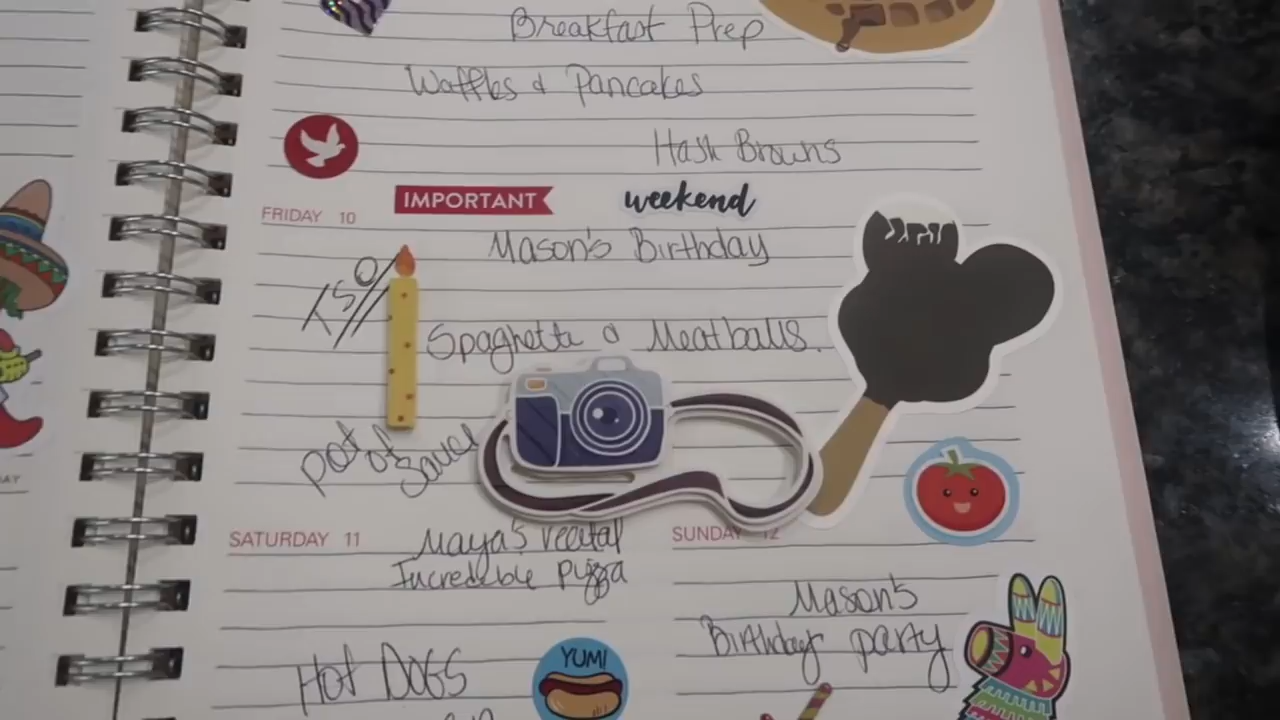 Breakfast Prep
Waffles & Pancakes
Hash Browns
IMPORTANT
weekend
FRIDAY 10
Mason's Birthday
Spaghetti & Meatballs.
pot of sauce
SATURDAY 11
Maya's recital
Incredible pizza
SUNDAY 12
Mason's
Birthday party
Hot DOGS
YUM!